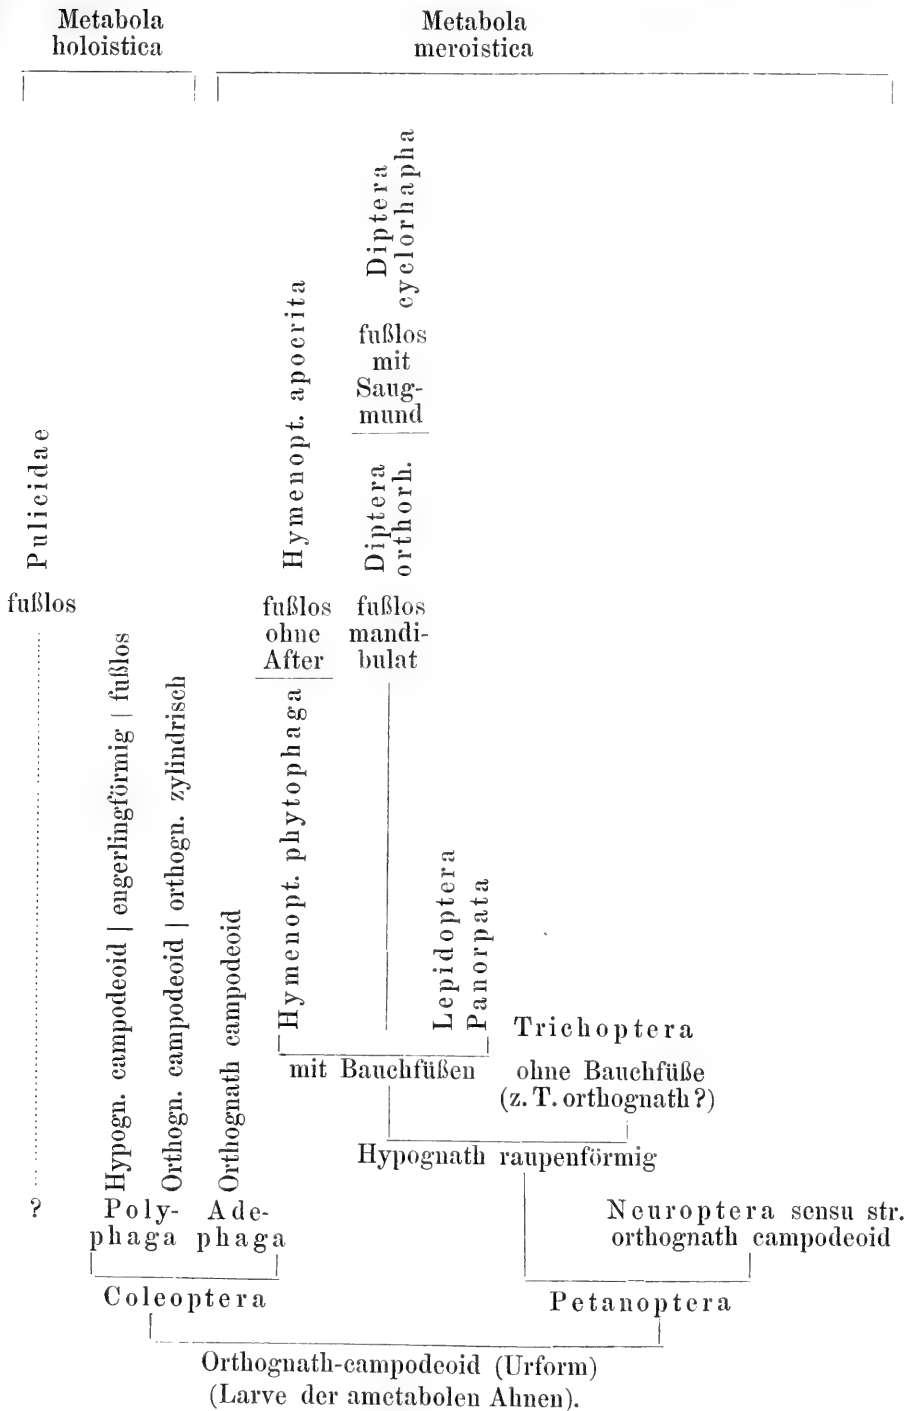 Metabola
holoistica
Metabola
meroistica
Diptera
cyclorhapha
fußlos
mit
Saug-
mund
Hymenopt. apocrita
Diptera
orthorh.
Pulicidae
fußlos
fußlos
ohne
After
fußlos
mandi-
bulat
Hypogn. campodeoid | engerlingförmig | fußlos
Orthogn. campodeoid | orthogn. zylindrisch
Orthognath campodeoid
Hymenopt. phytophaga
Lepidoptera
Panorpata
Trichoptera
mit Bauchfüßen
ohne Bauchfüße
(z. T. orthognath?)
Hypognath raupenförmig
?
Poly-
phaga
Ade-
phaga
Neuroptera sensu str.
orthognath campodeoid
Coleoptera
Petanoptera
Orthognath-campodeoid (Urform)
(Larve der ametabolen Ahnen).